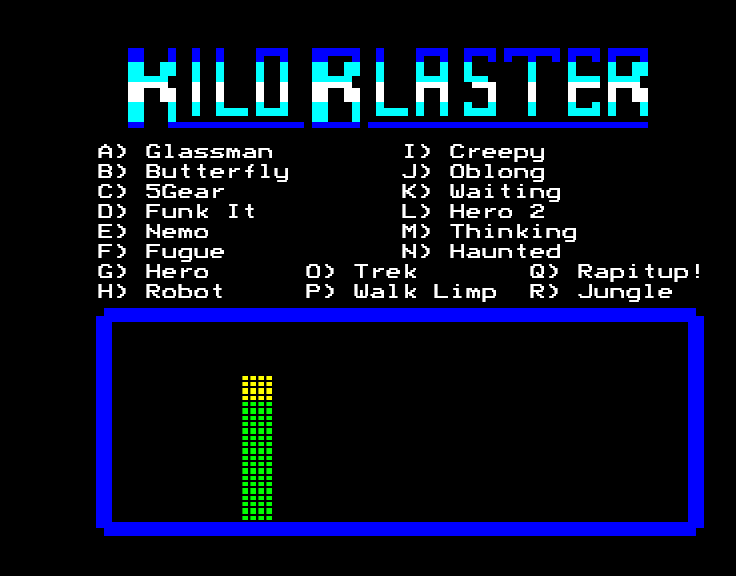 KILO BLASTER
A) Glassman I) Creepy
B) Butterfly J) Oblong
C) 5Gear K) Waiting
D) Funk It L) Hero 2
E) Nemo M) Thinking
F) Fugue N) Haunted
G) Hero O) Trek Q) Rapitup!
H) Robot P) Walk Limp R) Jungle